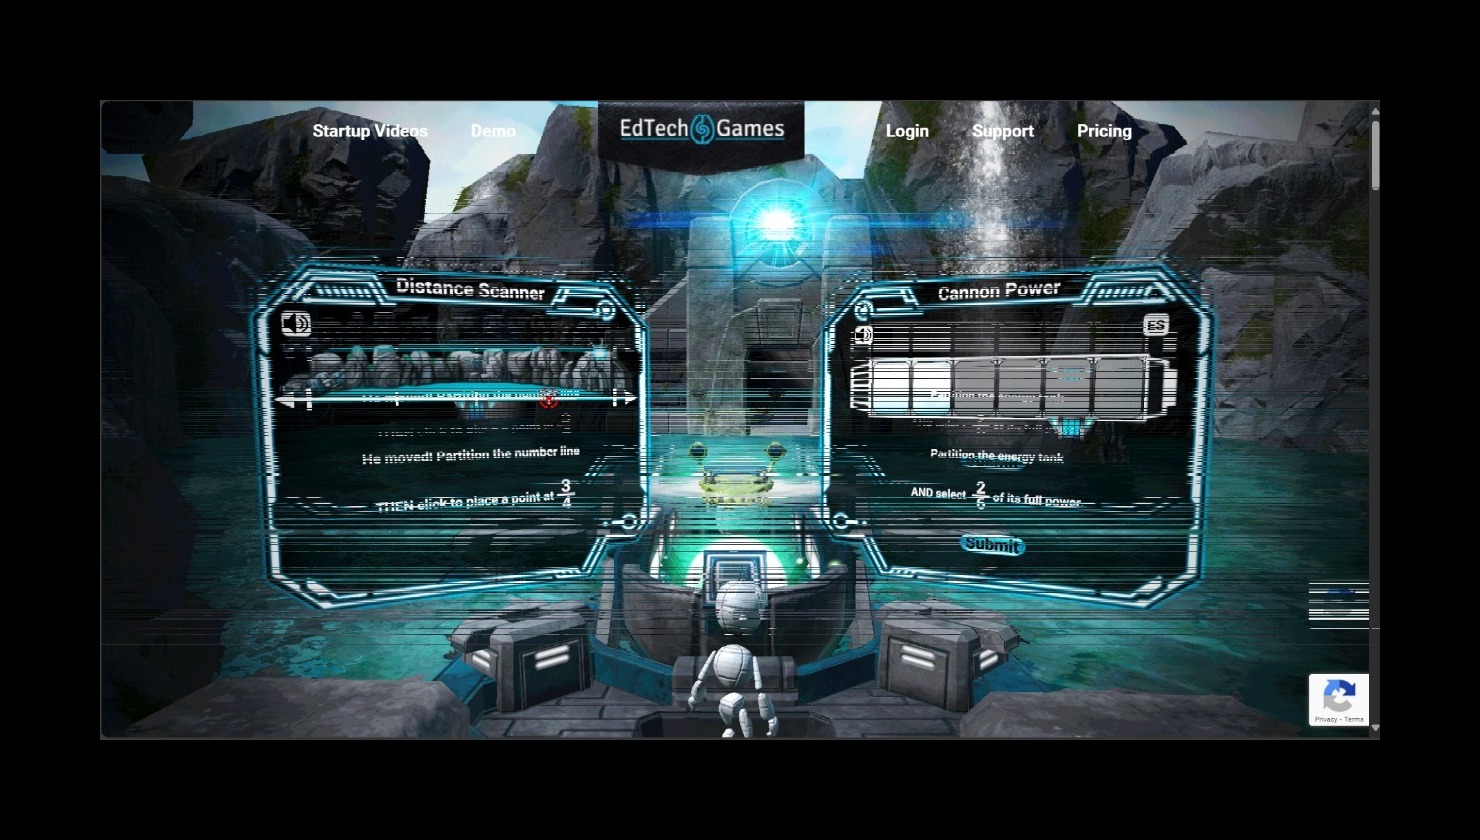 Startup Videos Demo EdTech Games Login Support Pricing
Distance Scanner
He moved! Partition the number line
THEN click to place a point at 3/4
Cannon Power
ES
Partition the energy tank
AND select 2/6 of its full power
Submit
Privacy - Terms